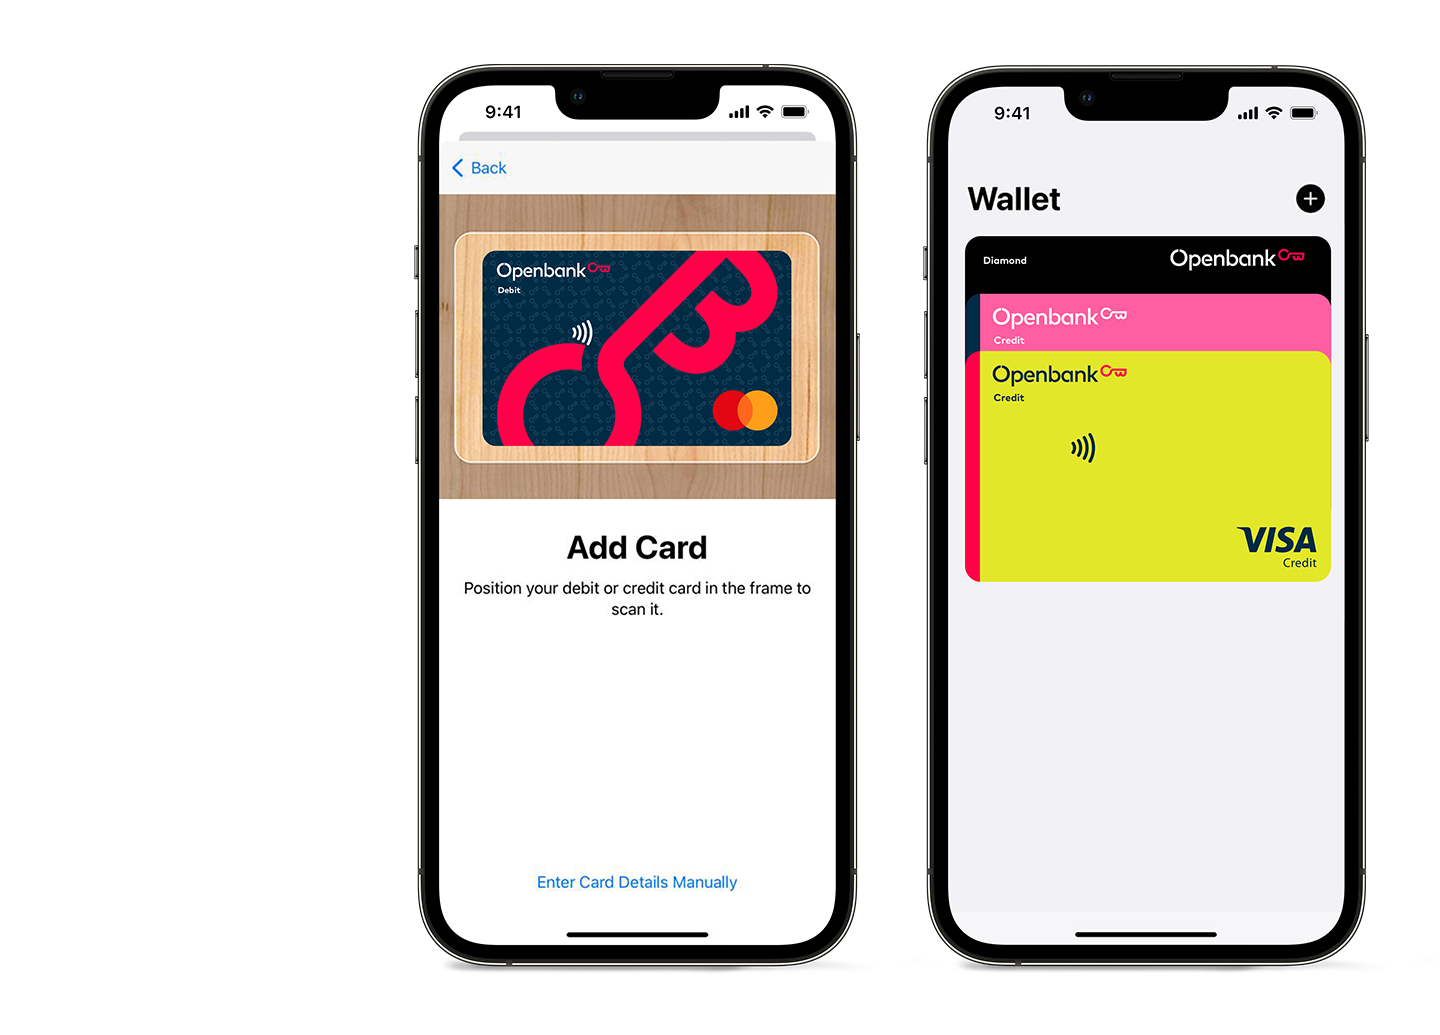 9:41
Back
Openbank
Debit
Add Card
Position your debit or credit card in the frame to
scan it.
Enter Card Details Manually
9:41
Wallet
Diamond
Openbank
Openbank
Credit
Openbank
Credit
VISA
Credit